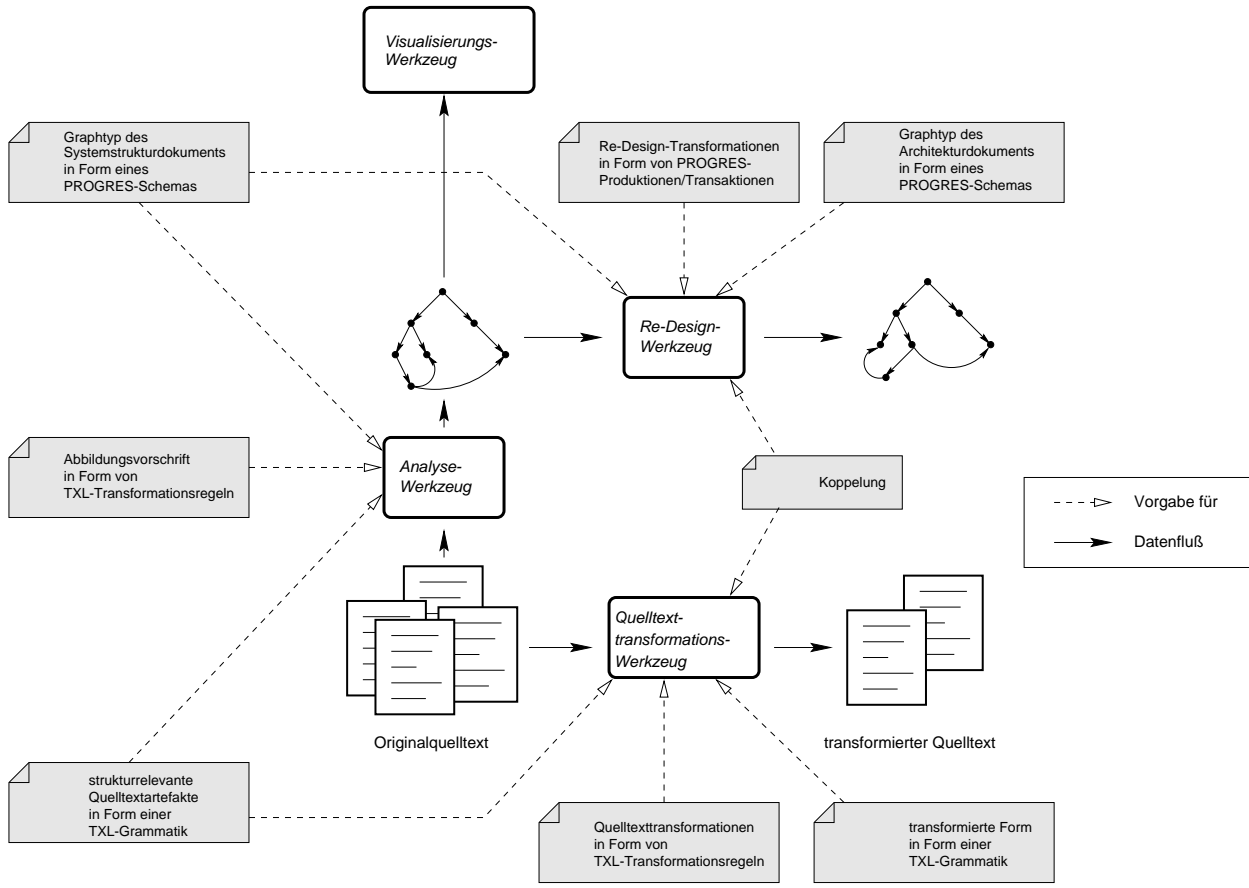 Visualisierungs-
Werkzeug
Graphtyp des
Systemstrukturdokuments
in Form eines
PROGRES-Schemas
Re-Design-Transformationen
in Form von PROGRES-
Produktionen/Transaktionen
Graphtyp des
Architekturdokuments
in Form eines
PROGRES-Schemas
Re-Design-
Werkzeug
Abbildungsvorschrift
in Form von
TXL-Transformationsregeln
Analyse-
Werkzeug
Koppelung
Vorgabe für
Datenfluß
Quelltext-
transformations-
Werkzeug
Originalquelltext
transformierter Quelltext
strukturrelevante
Quelltextartefakte
in Form einer
TXL-Grammatik
Quelltexttransformationen
in Form von
TXL-Transformationsregeln
transformierte Form
in Form einer
TXL-Grammatik